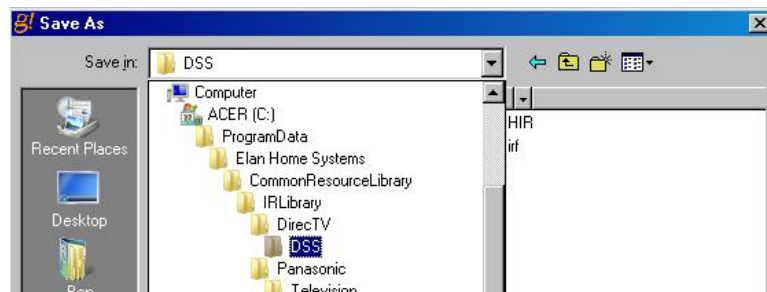 g! Save As
Save in: DSS
Computer
ACER (C:)
ProgramData
Elan Home Systems
CommonResourceLibrary
IRLibrary
DirecTV
DSS
Panasonic
Television
HIR
irf
Recent Places
Desktop